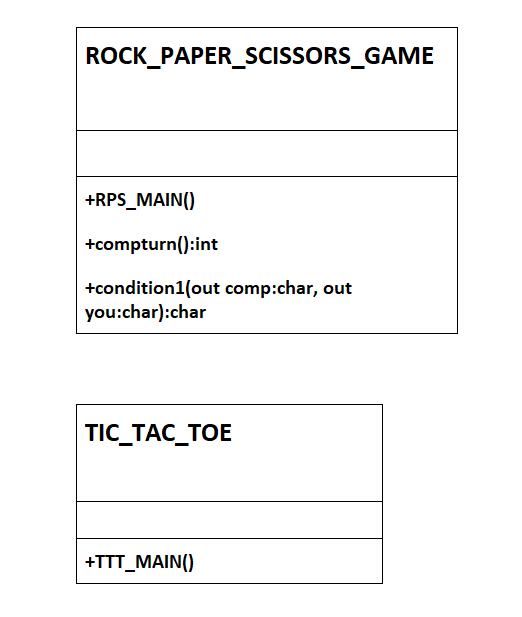 ROCK_PAPER_SCISSORS_GAME
+RPS_MAIN()
+compturn():int
+condition1(out comp:char, out
you:char):char
TIC_TAC_TOE
+TTT_MAIN()